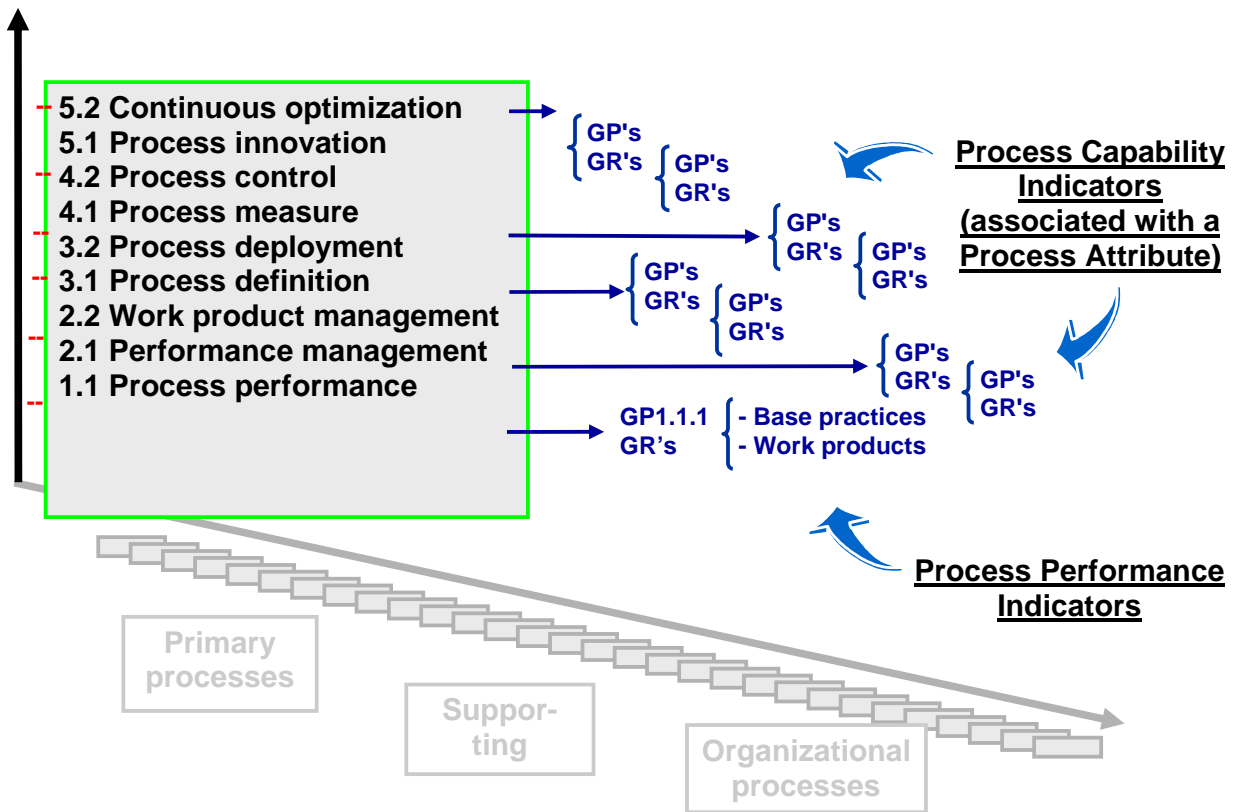 5.2 Continuous optimization
5.1 Process innovation
4.2 Process control
4.1 Process measure
3.2 Process deployment
3.1 Process definition
2.2 Work product management
2.1 Performance management
1.1 Process performance
GP's
GR's
GP's
GR's
GP's
GR's
GP's
GR's
GP's
GR's
GP's
GR's
GP's
GR's
GP's
GR's
GP1.1.1
GR’s
- Base practices
- Work products
Process Capability
Indicators
(associated with a
Process Attribute)
Process Performance
Indicators
Primary
processes
Suppor-
ting
Organizational
processes